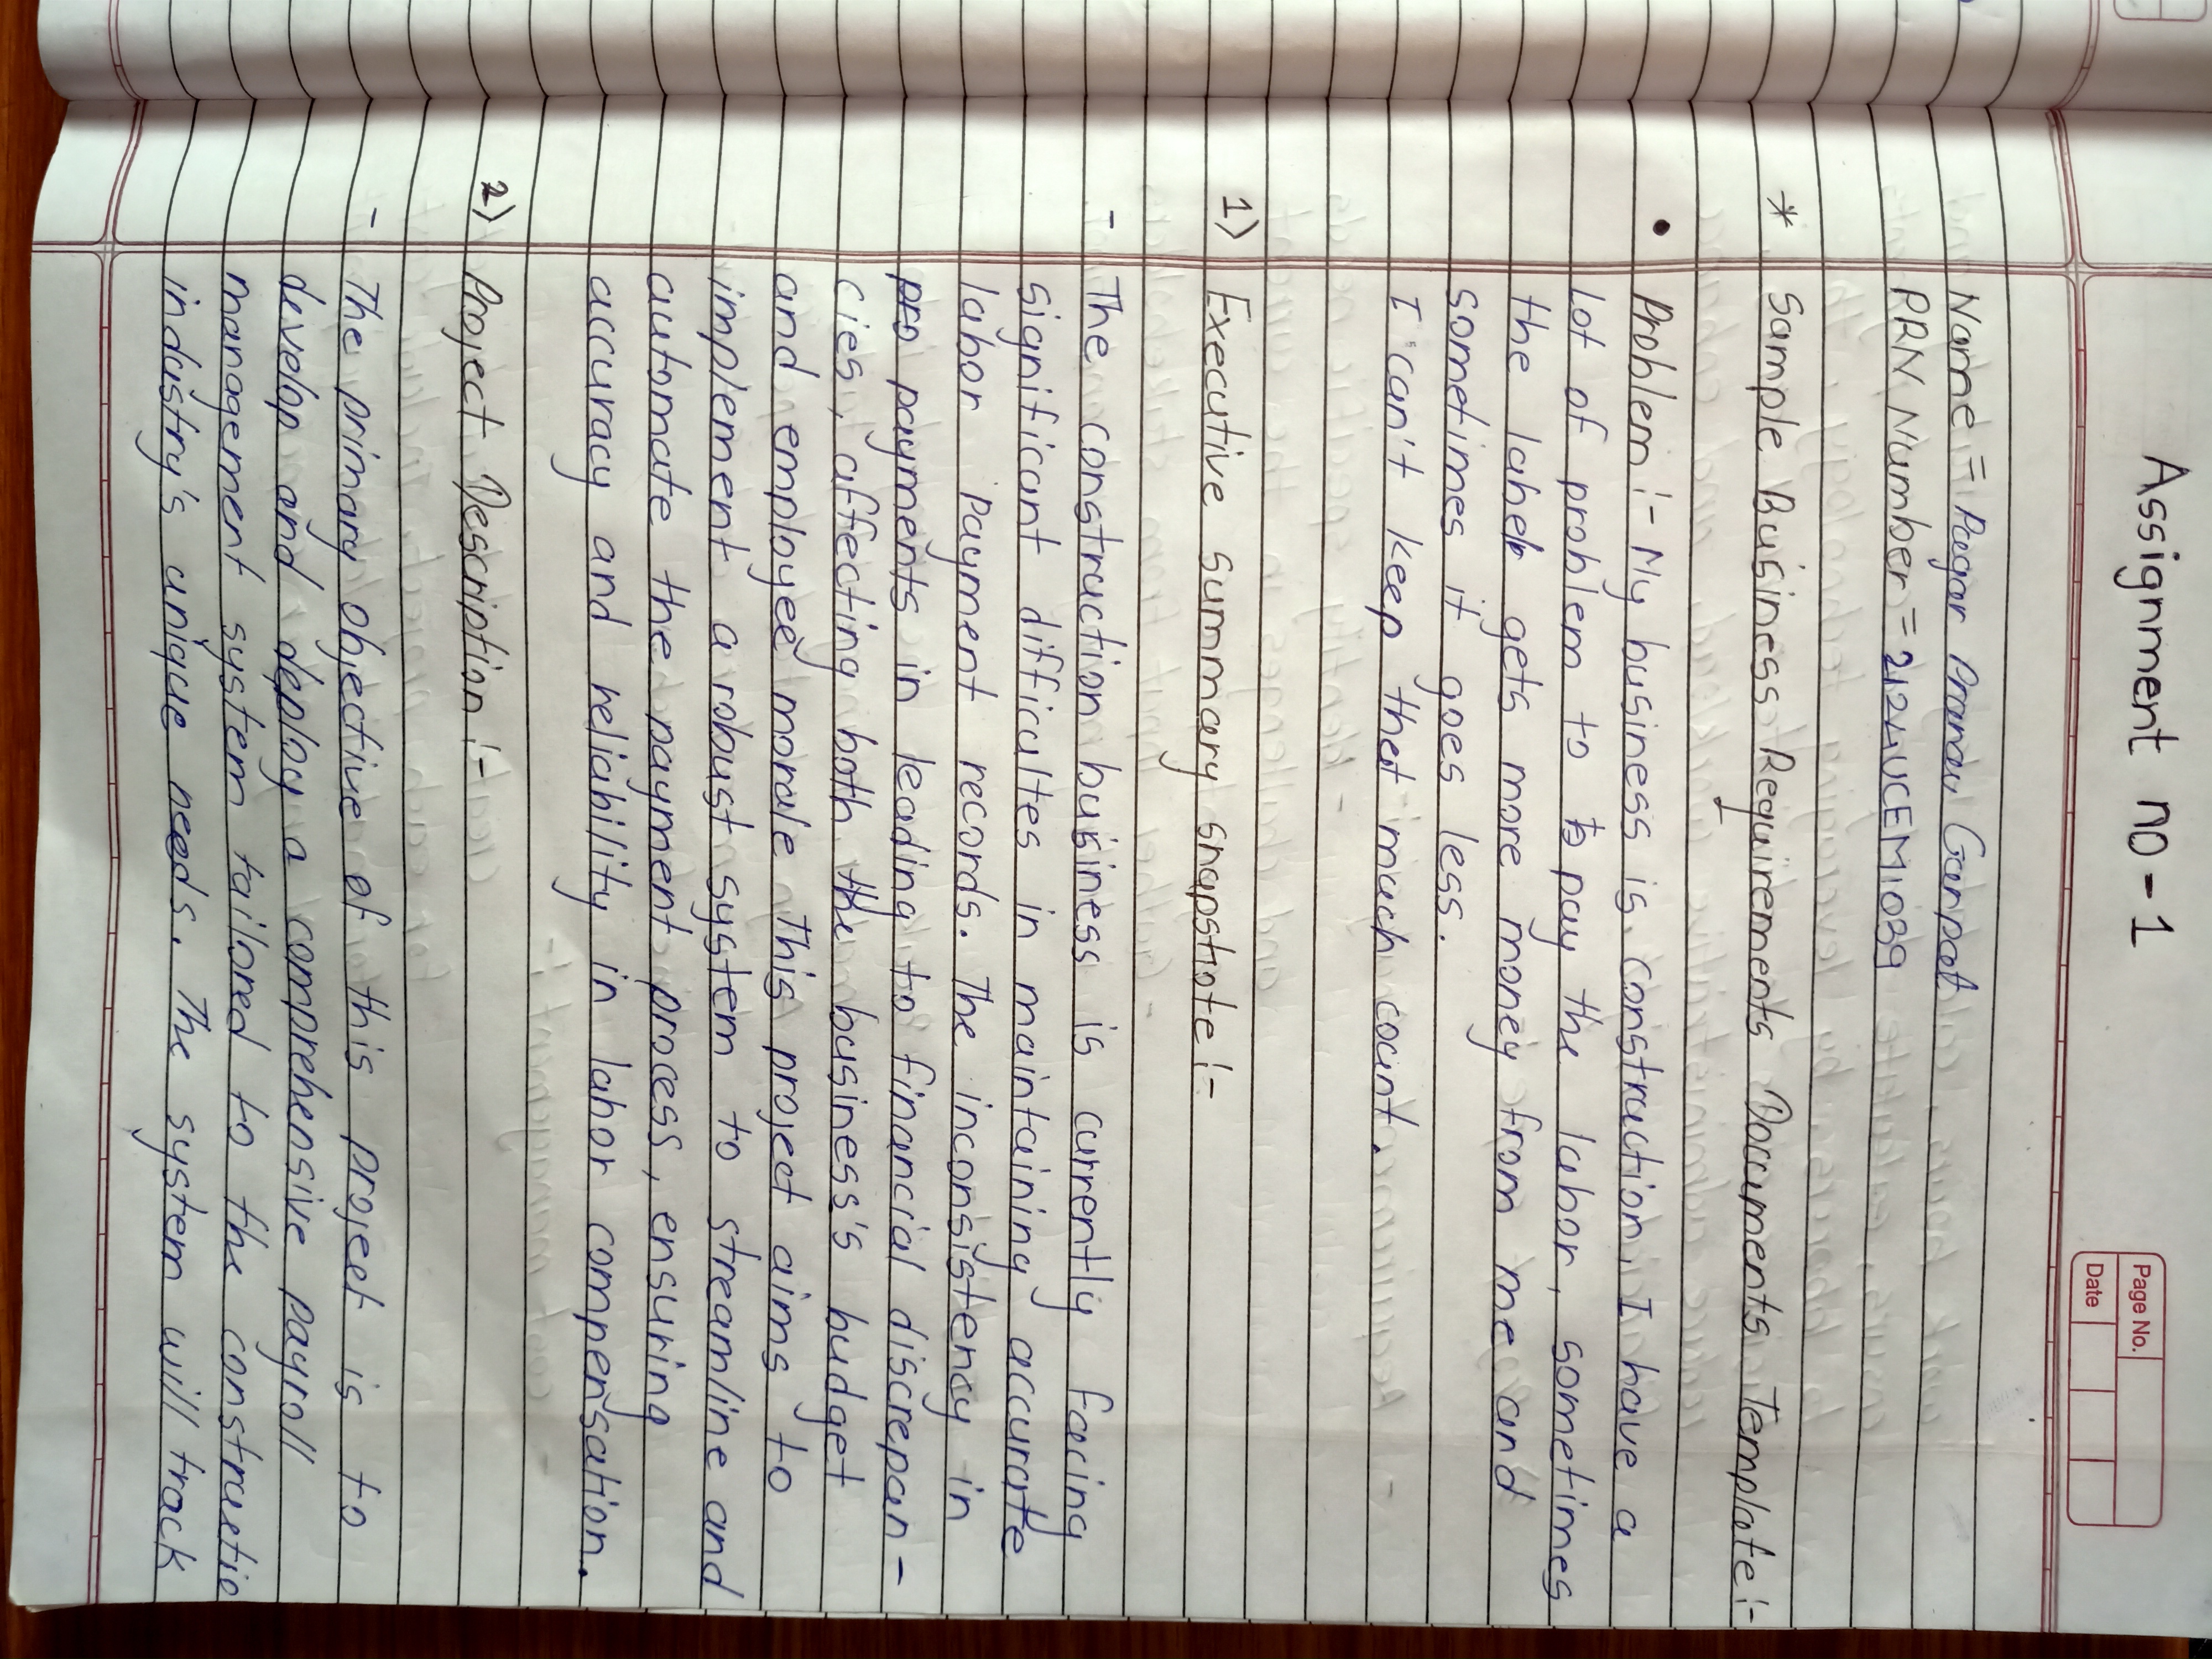 Assignment no - 1
Page No.
Date
Name = Pagar Pranav Ganpat
PRN Number = 2124UCEM1039
* Sample Business Requirements Documents Template :-
• Problem :- My business is construction, I have a
lot of problem to pay the labor, sometimes
the labor gets more money from me and
sometimes it goes less.
I can't keep that much count.
1) Executive summary snapshote :-
- The construction business is currently facing
significant difficultes in maintaining accurate
labor Payment records. The inconsistency in
pro payments in leading to financial discrepan-
cies, affecting both the business's budget
and employee morale This project aims to
implement a robust system to streamline and
automate the payment process, ensuring
accuracy and reliability in labor compensation.
2) Project Description :-
- The primary objective of this project is to
develop and deploy a comprehensive payroll
management system tailored to the constructio
industry's unique needs. The system will track